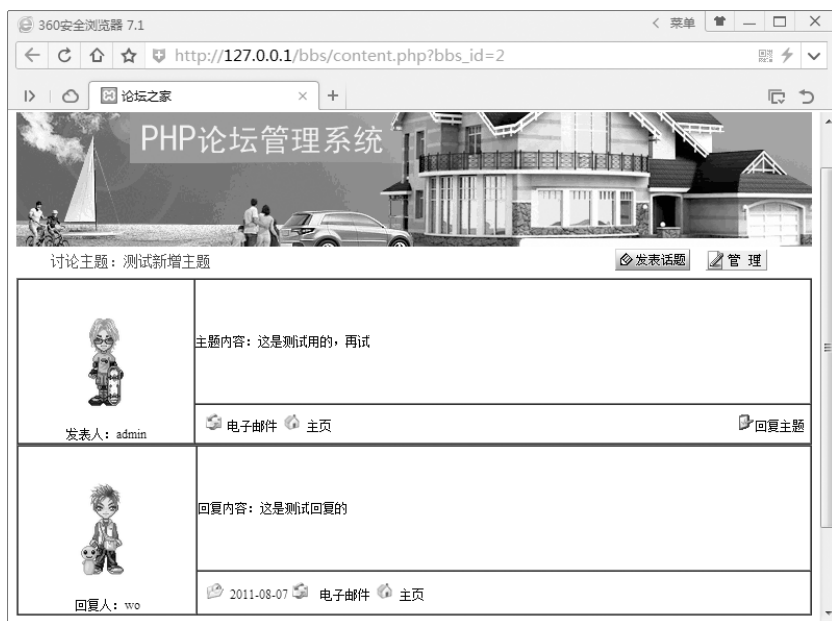 360安全浏览器 7.1
菜单
http://127.0.0.1/bbs/content.php?bbs_id=2
论坛之家
PHP论坛管理系统
讨论主题：测试新增主题
发表话题
管 理
主题内容：这是测试用的，再试
发表人：admin
电子邮件 主页
回复主题
回复内容：这是测试回复的
回复人：wo
2011-08-07 电子邮件 主页